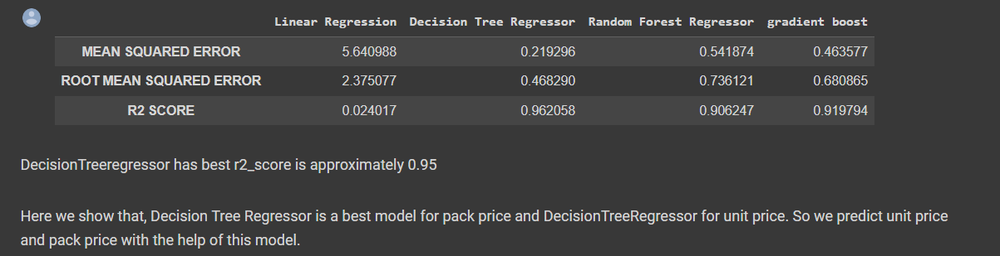 Linear Regression Decision Tree Regressor Random Forest Regressor gradient boost
MEAN SQUARED ERROR 5.640988 0.219296 0.541874 0.463577
ROOT MEAN SQUARED ERROR 2.375077 0.468290 0.736121 0.680865
R2 SCORE 0.024017 0.962058 0.906247 0.919794
DecisionTreeregressor has best r2_score is approximately 0.95
Here we show that, Decision Tree Regressor is a best model for pack price and DecisionTreeRegressor for unit price. So we predict unit price
and pack price with the help of this model.